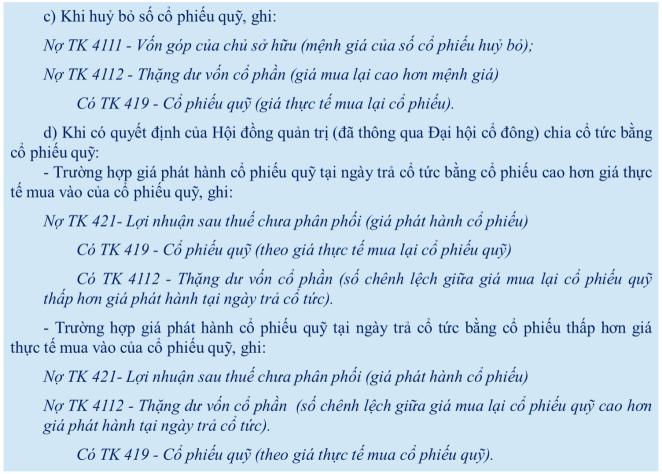 c) Khi huỷ bỏ số cổ phiếu quỹ, ghi:
Nợ TK 4111 - Vốn góp của chủ sở hữu (mệnh giá của số cổ phiếu huỷ bỏ);
Nợ TK 4112 - Thặng dư vốn cổ phần (giá mua lại cao hơn mệnh giá)
Có TK 419 - Cổ phiếu quỹ (giá thực tế mua lại cổ phiếu).
d) Khi có quyết định của Hội đồng quản trị (đã thông qua Đại hội cổ đông) chia cổ tức bằng
cổ phiếu quỹ:
- Trường hợp giá phát hành cổ phiếu quỹ tại ngày trả cổ tức bằng cổ phiếu cao hơn giá thực
tế mua vào của cổ phiếu quỹ, ghi:
Nợ TK 421- Lợi nhuận sau thuế chưa phân phối (giá phát hành cổ phiếu)
Có TK 419 - Cổ phiếu quỹ (theo giá thực tế mua lại cổ phiếu quỹ)
Có TK 4112 - Thặng dư vốn cổ phần (số chênh lệch giữa giá mua lại cổ phiếu quỹ
thấp hơn giá phát hành tại ngày trả cổ tức).
- Trường hợp giá phát hành cổ phiếu quỹ tại ngày trả cổ tức bằng cổ phiếu thấp hơn giá
thực tế mua vào của cổ phiếu quỹ, ghi:
Nợ TK 421- Lợi nhuận sau thuế chưa phân phối (giá phát hành cổ phiếu)
Nợ TK 4112 - Thặng dư vốn cổ phần (số chênh lệch giữa giá mua lại cổ phiếu quỹ cao hơn
giá phát hành tại ngày trả cổ tức).
Có TK 419 - Cổ phiếu quỹ (theo giá thực tế mua cổ phiếu quỹ).